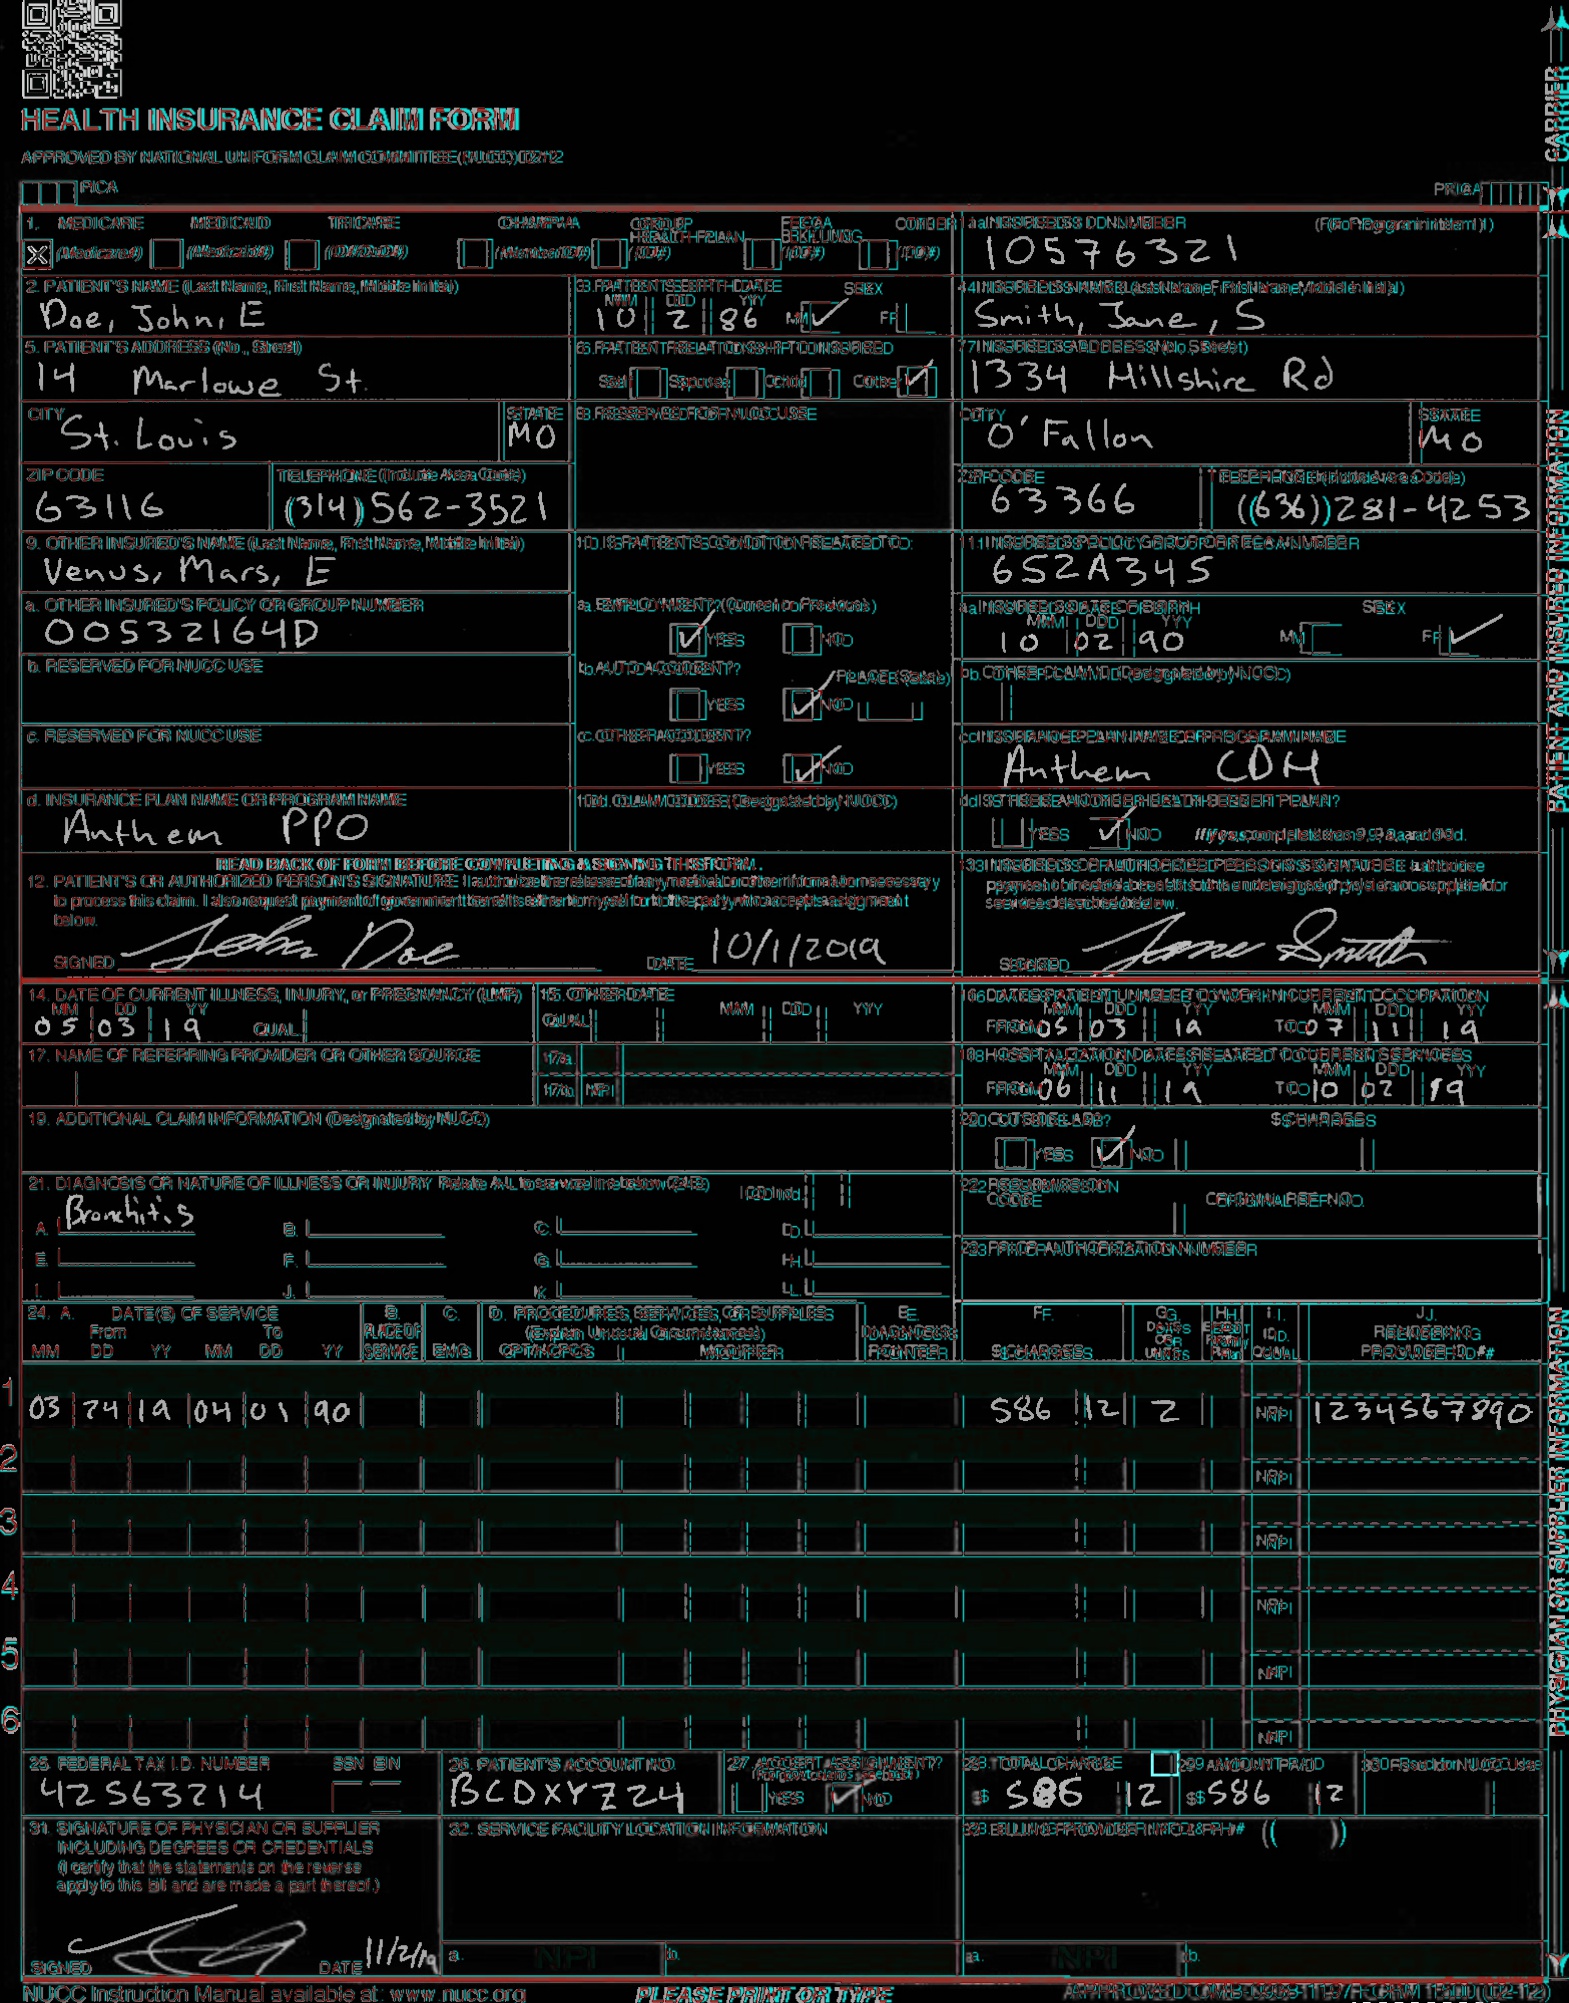 HEALTH INSURANCE CLAIM FORM
APPROVED BY NATIONAL UNIFORM CLAIM COMMITTEE (NUCC) 02/12
PICA
CARRIER
1. MEDICARE MEDICAID TRICARE CHAMPVA GROUP HEALTH PLAN FECA BLK LUNG OTHER
1a. INSURED'S I.D. NUMBER (For Program in Item 1)
X (Medicare#) (Medicaid#) (ID#/DoD#) (Member ID#) (ID#) (ID#) (ID#)
10576321
2. PATIENT'S NAME (Last Name, First Name, Middle Initial)
Doe, John, E
3. PATIENT'S BIRTH DATE SEX
MM DD YY
10 2 86 M ✓ F
4. INSURED'S NAME (Last Name, First Name, Middle Initial)
Smith, Jane, S
5. PATIENT'S ADDRESS (No., Street)
14 Marlowe St.
6. PATIENT RELATIONSHIP TO INSURED
Self Spouse Child Other ✓
7. INSURED'S ADDRESS (No., Street)
1334 Hillshire Rd
CITY
St. Louis
STATE
MO
8. RESERVED FOR NUCC USE
CITY
O'Fallon
STATE
MO
ZIP CODE
63116
TELEPHONE (Include Area Code)
(314) 562-3521
ZIP CODE
63366
TELEPHONE (Include Area Code)
(636) 281-4253
9. OTHER INSURED'S NAME (Last Name, First Name, Middle Initial)
Venus, Mars, E
10. IS PATIENT'S CONDITION RELATED TO:
11. INSURED'S POLICY GROUP OR FECA NUMBER
652A345
a. OTHER INSURED'S POLICY OR GROUP NUMBER
00532164D
a. EMPLOYMENT? (Current or Previous)
✓ YES NO
a. INSURED'S DATE OF BIRTH SEX
MM DD YY
10 02 90 M F ✓
b. RESERVED FOR NUCC USE
b. AUTO ACCIDENT? PLACE (State)
YES ✓ NO
b. OTHER CLAIM ID (Designated by NUCC)
c. RESERVED FOR NUCC USE
c. OTHER ACCIDENT?
YES ✓ NO
c. INSURANCE PLAN NAME OR PROGRAM NAME
Anthem CDH
d. INSURANCE PLAN NAME OR PROGRAM NAME
Anthem PPO
10d. CLAIM CODES (Designated by NUCC)
d. IS THERE ANOTHER HEALTH BENEFIT PLAN?
YES ✓ NO If yes, complete items 9, 9a, and 9d.
READ BACK OF FORM BEFORE COMPLETING & SIGNING THIS FORM.
12. PATIENT'S OR AUTHORIZED PERSON'S SIGNATURE I authorize the release of any medical or other information necessary
to process this claim. I also request payment of government benefits either to myself or to the party who accepts assignment
below.
SIGNED John Doe DATE 10/1/2019
13. INSURED'S OR AUTHORIZED PERSON'S SIGNATURE I authorize
payment of medical benefits to the undersigned physician or supplier for
services described below.
SIGNED Jane Smith
PATIENT AND INSURED INFORMATION
14. DATE OF CURRENT ILLNESS, INJURY, or PREGNANCY (LMP)
MM DD YY
05 03 19 QUAL.
15. OTHER DATE
QUAL. MM DD YY
16. DATES PATIENT UNABLE TO WORK IN CURRENT OCCUPATION
MM DD YY MM DD YY
FROM 05 03 19 TO 07 11 19
17. NAME OF REFERRING PROVIDER OR OTHER SOURCE
17a.
17b. NPI
18. HOSPITALIZATION DATES RELATED TO CURRENT SERVICES
MM DD YY MM DD YY
FROM 06 11 19 TO 10 02 19
19. ADDITIONAL CLAIM INFORMATION (Designated by NUCC)
20. OUTSIDE LAB? $ CHARGES
YES ✓ NO
21. DIAGNOSIS OR NATURE OF ILLNESS OR INJURY Relate A-L to service line below (24E) ICD Ind.
A. Bronchitis B. C. D.
E. F. G. H.
I. J. K. L.
22. RESUBMISSION CODE ORIGINAL REF. NO.
23. PRIOR AUTHORIZATION NUMBER
24. A. DATE(S) OF SERVICE
From To
MM DD YY MM DD YY
B. PLACE OF SERVICE
C. EMG
D. PROCEDURES, SERVICES, OR SUPPLIES
(Explain Unusual Circumstances)
CPT/HCPCS MODIFIER
E. DIAGNOSIS POINTER
F. $ CHARGES
G. DAYS OR UNITS
H. EPSDT Family Plan
I. ID. QUAL.
J. RENDERING PROVIDER ID. #
1 03 24 19 04 01 90 586 12 2 NPI 1234567890
2 NPI
3 NPI
4 NPI
5 NPI
6 NPI
25. FEDERAL TAX I.D. NUMBER SSN EIN
42563214
26. PATIENT'S ACCOUNT NO.
BCDXYZ24
27. ACCEPT ASSIGNMENT?
(For govt. claims, see back)
YES ✓ NO
28. TOTAL CHARGE
$ 586 12
29. AMOUNT PAID
$ 586 12
30. Rsvd for NUCC Use
31. SIGNATURE OF PHYSICIAN OR SUPPLIER
INCLUDING DEGREES OR CREDENTIALS
(I certify that the statements on the reverse
apply to this bill and are made a part thereof.)
SIGNED DATE 11/2/19
32. SERVICE FACILITY LOCATION INFORMATION
a. NPI b.
33. BILLING PROVIDER INFO & PH # ( )
a. NPI b.
PHYSICIAN OR SUPPLIER INFORMATION
NUCC Instruction Manual available at: www.nucc.org
PLEASE PRINT OR TYPE
APPROVED OMB-0938-1197 FORM 1500 (02-12)